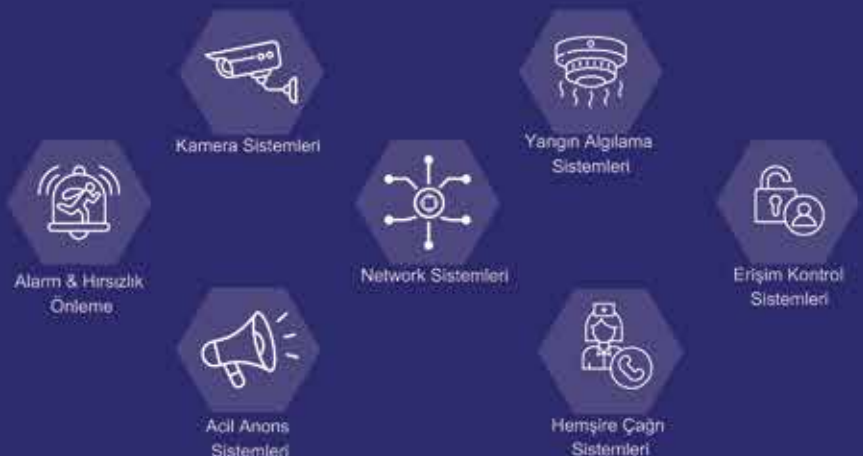 Kamera Sistemleri
Yangın Algılama
Sistemleri
Alarm & Hırsızlık
Önleme
Network Sistemleri
Erişim Kontrol
Sistemleri
Acil Anons
Sistemleri
Hemşire Çağrı
Sistemleri